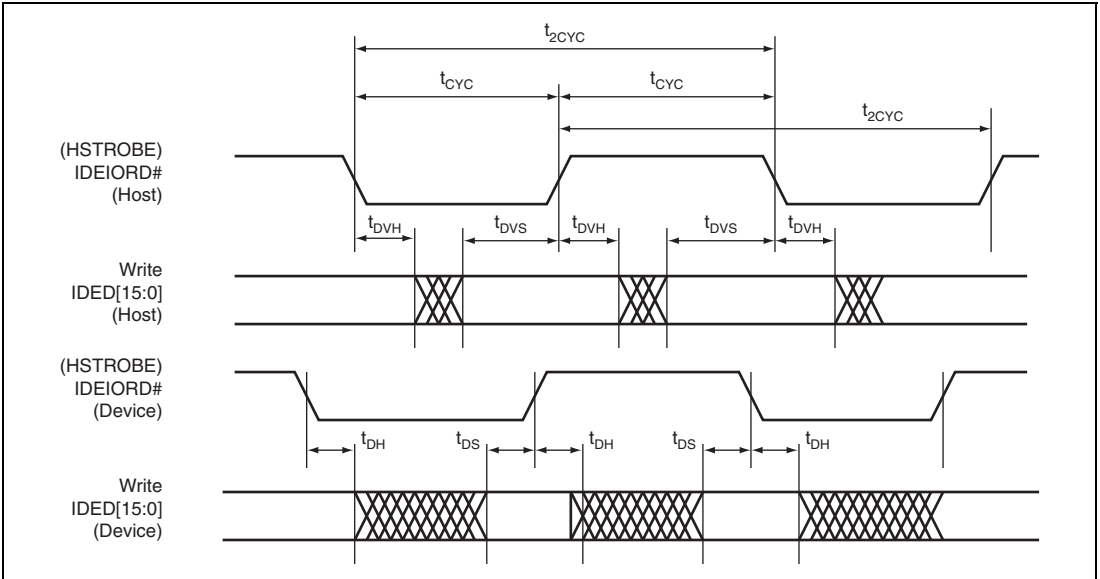 t2CYC
tCYC tCYC
t2CYC
(HSTROBE)
IDEIORD#
(Host)
tDVH tDVS tDVH tDVS tDVH
Write
IDED[15:0]
(Host)
(HSTROBE)
IDEIORD#
(Device)
tDH tDS tDH tDS tDH
Write
IDED[15:0]
(Device)